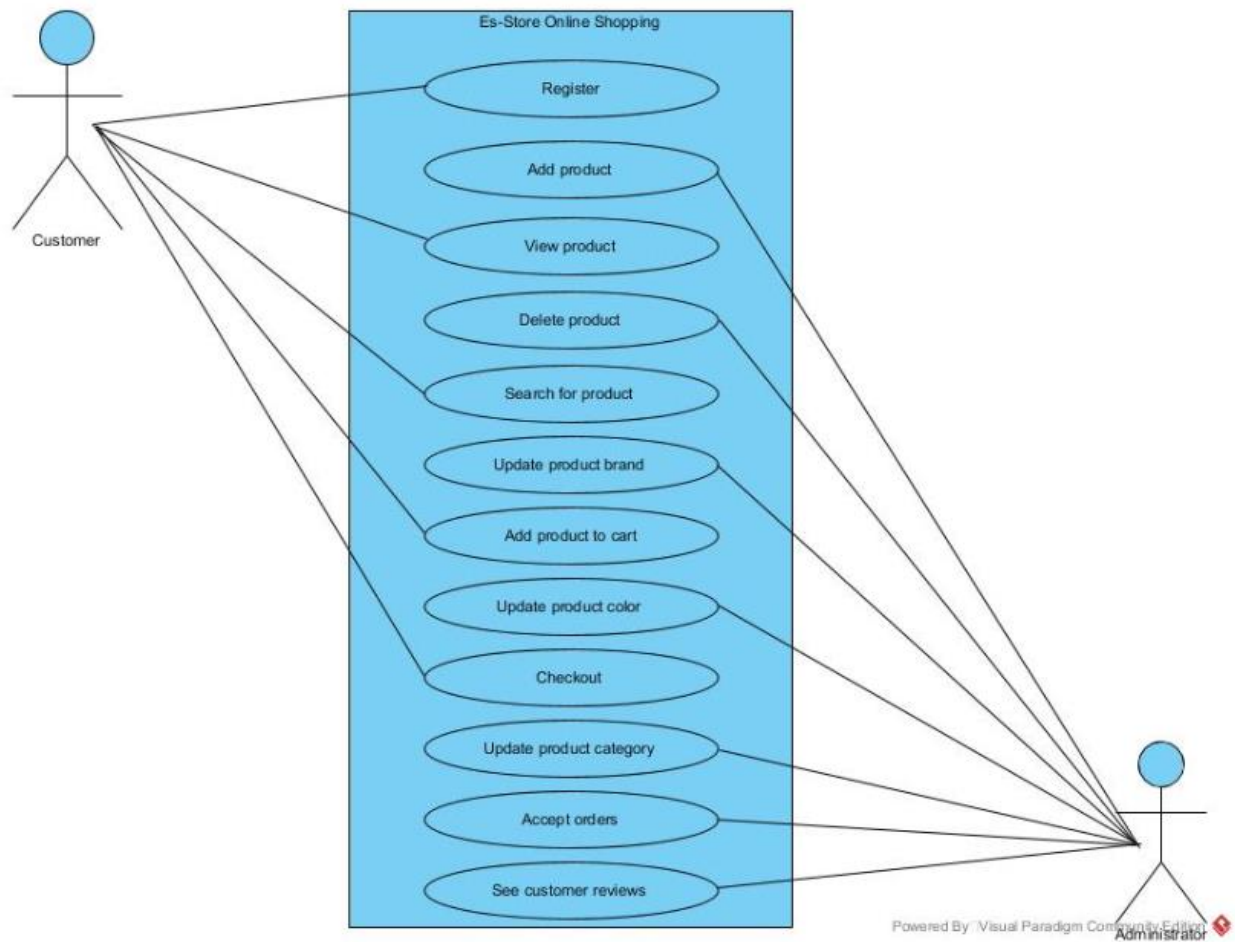 Es-Store Online Shopping
Register
Add product
View product
Customer
Delete product
Search for product
Update product brand
Add product to cart
Update product color
Checkout
Update product category
Accept orders
See customer reviews
Powered By Visual Paradigm Community Edition
Administrator